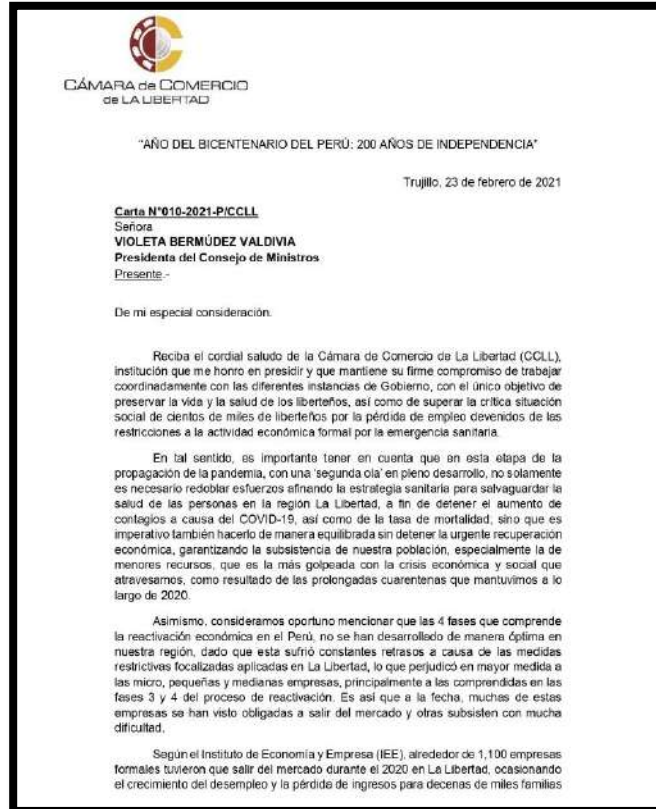 CÁMARA de COMERCIO
de LA LIBERTAD
"AÑO DEL BICENTENARIO DEL PERÚ: 200 AÑOS DE INDEPENDENCIA"
Trujillo, 23 de febrero de 2021
Carta N°010-2021-P/CCLL
Señora
VIOLETA BERMÚDEZ VALDIVIA
Presidenta del Consejo de Ministros
Presente.-
De mi especial consideración.
Reciba el cordial saludo de la Cámara de Comercio de La Libertad (CCLL),
institución que me honro en presidir y que mantiene su firme compromiso de trabajar
coordinadamente con las diferentes instancias de Gobierno, con el único objetivo de
preservar la vida y la salud de los liberteños, así como de superar la crítica situación
social de cientos de miles de liberteños por la pérdida de empleo devenidos de las
restricciones a la actividad económica formal por la emergencia sanitaria.
En tal sentido, es importante tener en cuenta que en esta etapa de la
propagación de la pandemia, con una 'segunda ola' en pleno desarrollo, no solamente
es necesario redoblar esfuerzos afinando la estrategia sanitaria para salvaguardar la
salud de las personas en la región La Libertad, a fin de detener el aumento de
contagios a causa del COVID-19, así como de la tasa de mortalidad; sino que es
imperativo también hacerlo de manera equilibrada sin detener la urgente recuperación
económica, garantizando la subsistencia de nuestra población, especialmente la de
menores recursos, que es la más golpeada con la crisis económica y social que
atravesamos, como resultado de las prolongadas cuarentenas que mantuvimos a lo
largo de 2020.
Asimismo, consideramos oportuno mencionar que las 4 fases que comprende
la reactivación económica en el Perú, no se han desarrollado de manera óptima en
nuestra región, dado que esta sufrió constantes retrasos a causa de las medidas
restrictivas focalizadas aplicadas en La Libertad, lo que perjudicó en mayor medida a
las micro, pequeñas y medianas empresas, principalmente a las comprendidas en las
fases 3 y 4 del proceso de reactivación. Es así que a la fecha, muchas de estas
empresas se han visto obligadas a salir del mercado y otras subsisten con mucha
dificultad.
Según el Instituto de Economía y Empresa (IEE), alrededor de 1,100 empresas
formales tuvieron que salir del mercado durante el 2020 en La Libertad, ocasionando
el crecimiento del desempleo y la pérdida de ingresos para decenas de miles familias